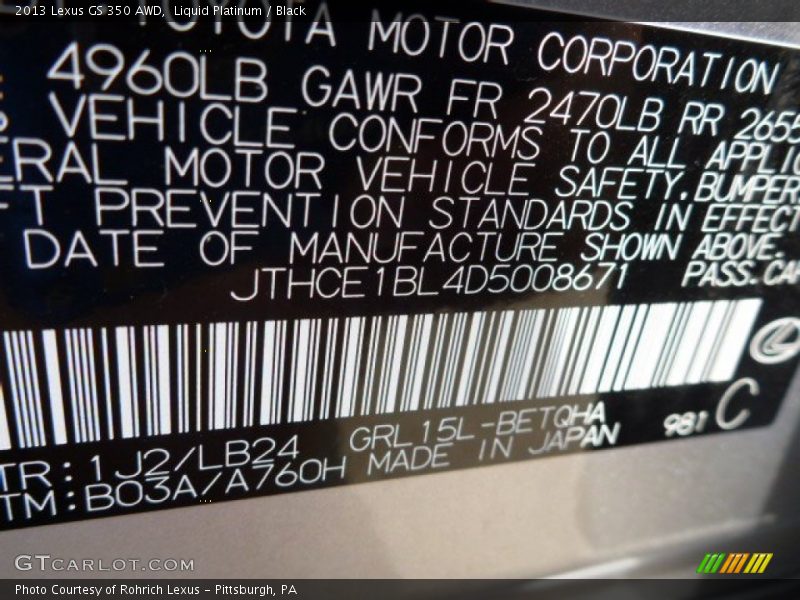 2013 Lexus GS 350 AWD, Liquid Platinum / Black
TOYOTA MOTOR CORPORATION
4960LB GAWR FR 2470LB RR 2655
VEHICLE CONFORMS TO ALL APPLIC
ERAL MOTOR VEHICLE SAFETY, BUMPER,
FT PREVENTION STANDARDS IN EFFECT
DATE OF MANUFACTURE SHOWN ABOVE.
JTHCE1BL4D5008671 PASS.CAR
C
GRL15L-BETQHA 981
TR:1J2/LB24
TM:B03A/A760H MADE IN JAPAN
GTCARLOT.COM
Photo Courtesy of Rohrich Lexus - Pittsburgh, PA